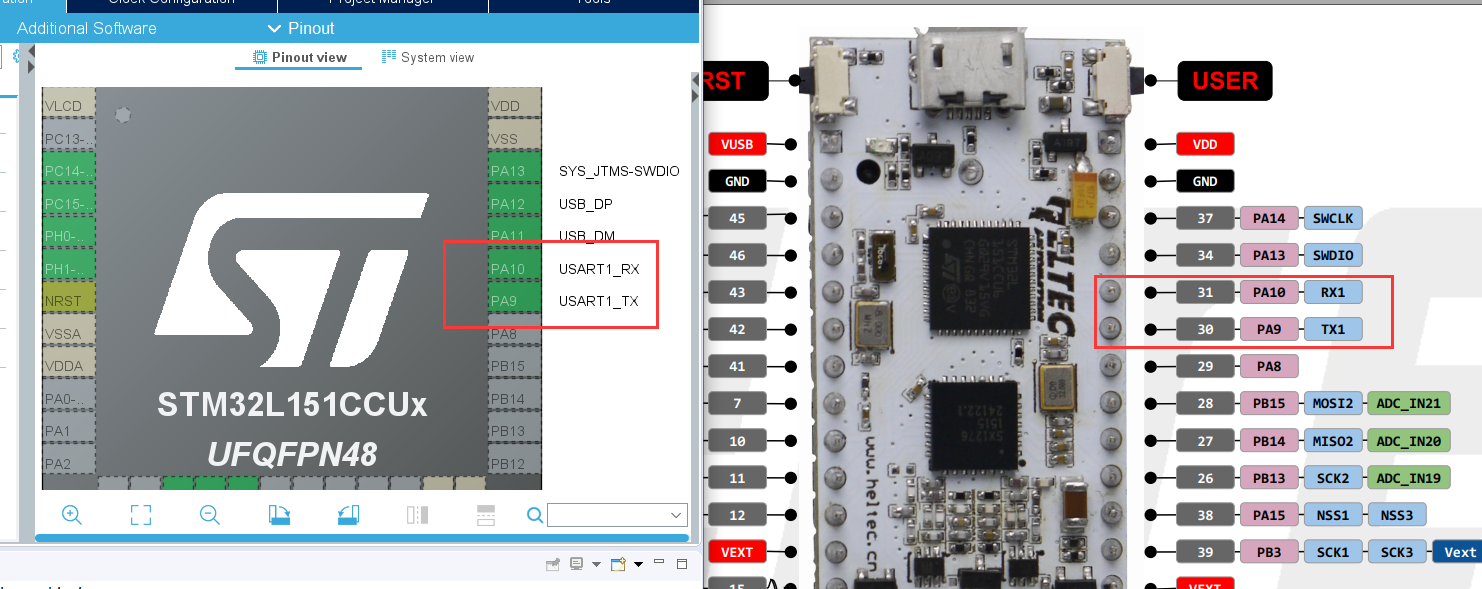 Additional Software
Pinout
Pinout view
System view
VLCD
PC13-..
PC14-..
PC15-..
PH0-..
PH1-..
NRST
VSSA
VDDA
PA0-..
PA1
PA2
VDD
VSS
PA13 SYS_JTMS-SWDIO
PA12 USB_DP
PA11 USB_DM
PA10 USART1_RX
PA9 USART1_TX
PA8
PB15
PB14
PB13
PB12
STM32L151CCUx
UFQFPN48
RST
VUSB
GND
45
46
43
42
41
7
10
11
12
VEXT
HELTEC
SX1276
24122.1
1515
www.heltec.cn
USER
VDD
GND
37 PA14 SWCLK
34 PA13 SWDIO
31 PA10 RX1
30 PA9 TX1
29 PA8
28 PB15 MOSI2 ADC_IN21
27 PB14 MISO2 ADC_IN20
26 PB13 SCK2 ADC_IN19
38 PA15 NSS1 NSS3
39 PB3 SCK1 SCK3 Vext
VEXT